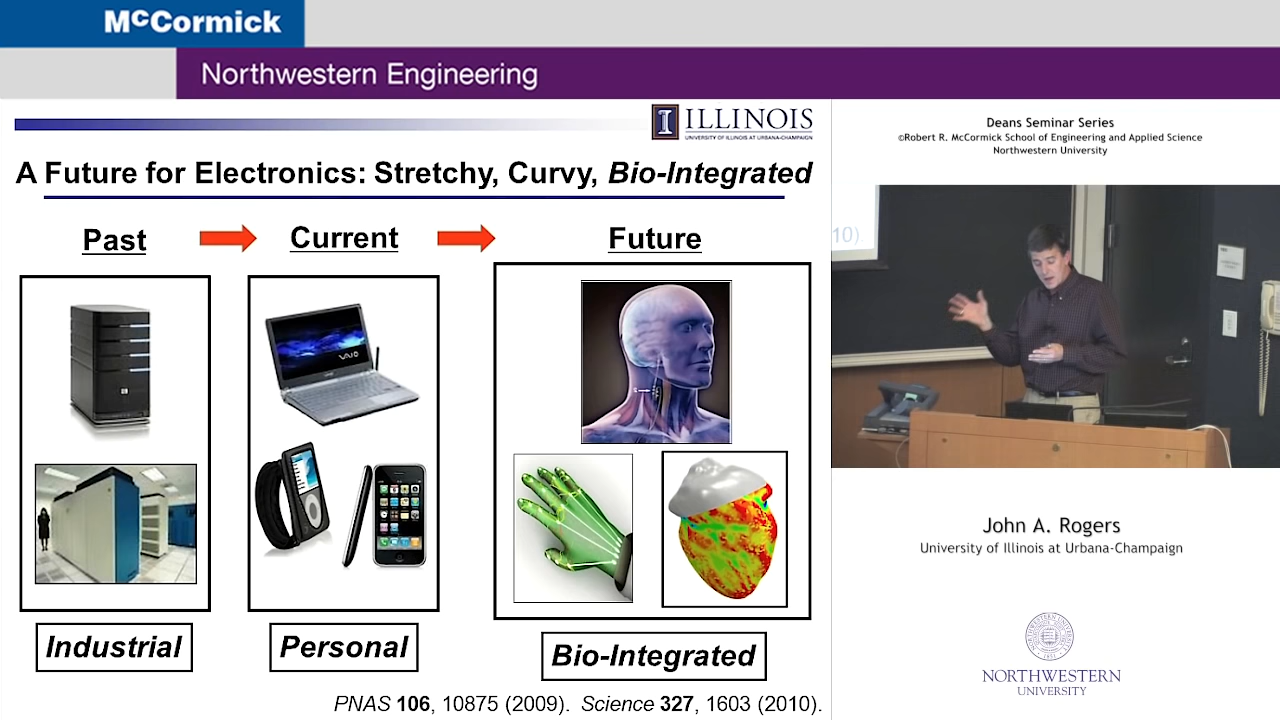 McCormick
Northwestern Engineering
ILLINOIS
UNIVERSITY OF ILLINOIS AT URBANA-CHAMPAIGN
A Future for Electronics: Stretchy, Curvy, Bio-Integrated
Past
Current
Future
VAIO
Industrial
Personal
Bio-Integrated
PNAS 106, 10875 (2009). Science 327, 1603 (2010).
Deans Seminar Series
©Robert R. McCormick School of Engineering and Applied Science
Northwestern University
10).
John A. Rogers
University of Illinois at Urbana-Champaign
NORTHWESTERN
UNIVERSITY